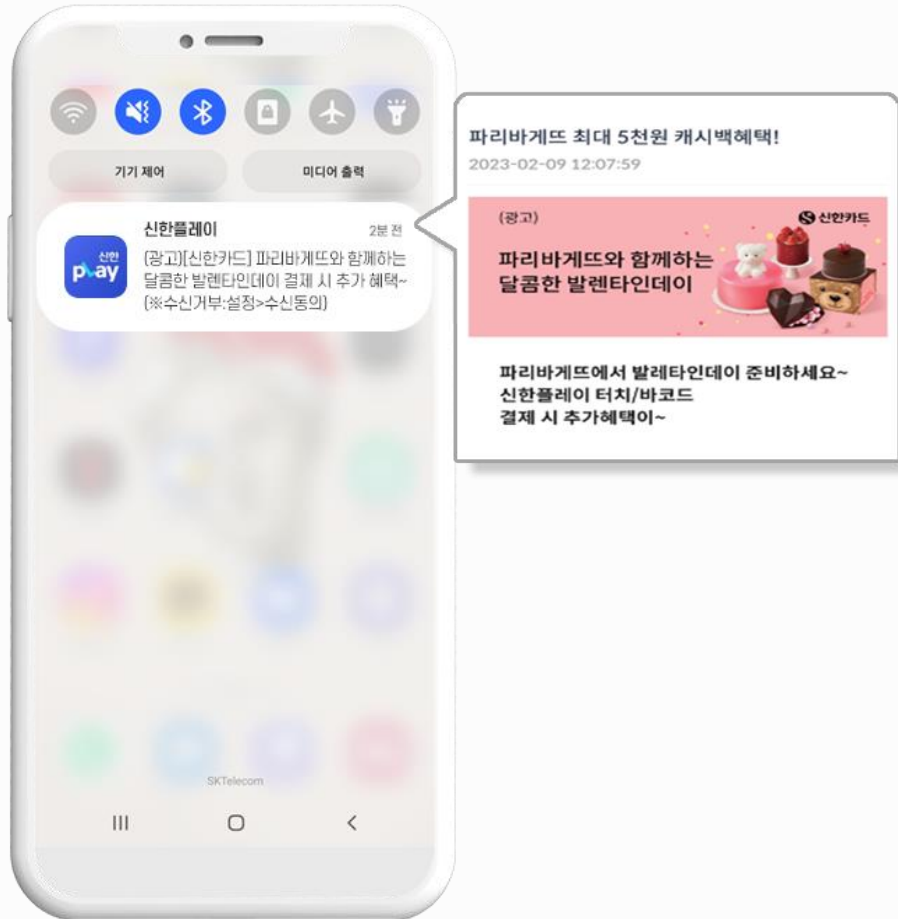 기기 제어
미디어 출력
신한플레이
2분 전
신한
play
(광고)[신한카드] 파리바게뜨와 함께하는
달콤한 발렌타인데이 결제 시 추가 혜택~
(※수신거부:설정>수신동의)
SKTelecom
파리바게뜨 최대 5천원 캐시백혜택!
2023-02-09 12:07:59
(광고)
신한카드
파리바게뜨와 함께하는
달콤한 발렌타인데이
파리바게뜨에서 발레타인데이 준비하세요~
신한플레이 터치/바코드
결제 시 추가혜택이~